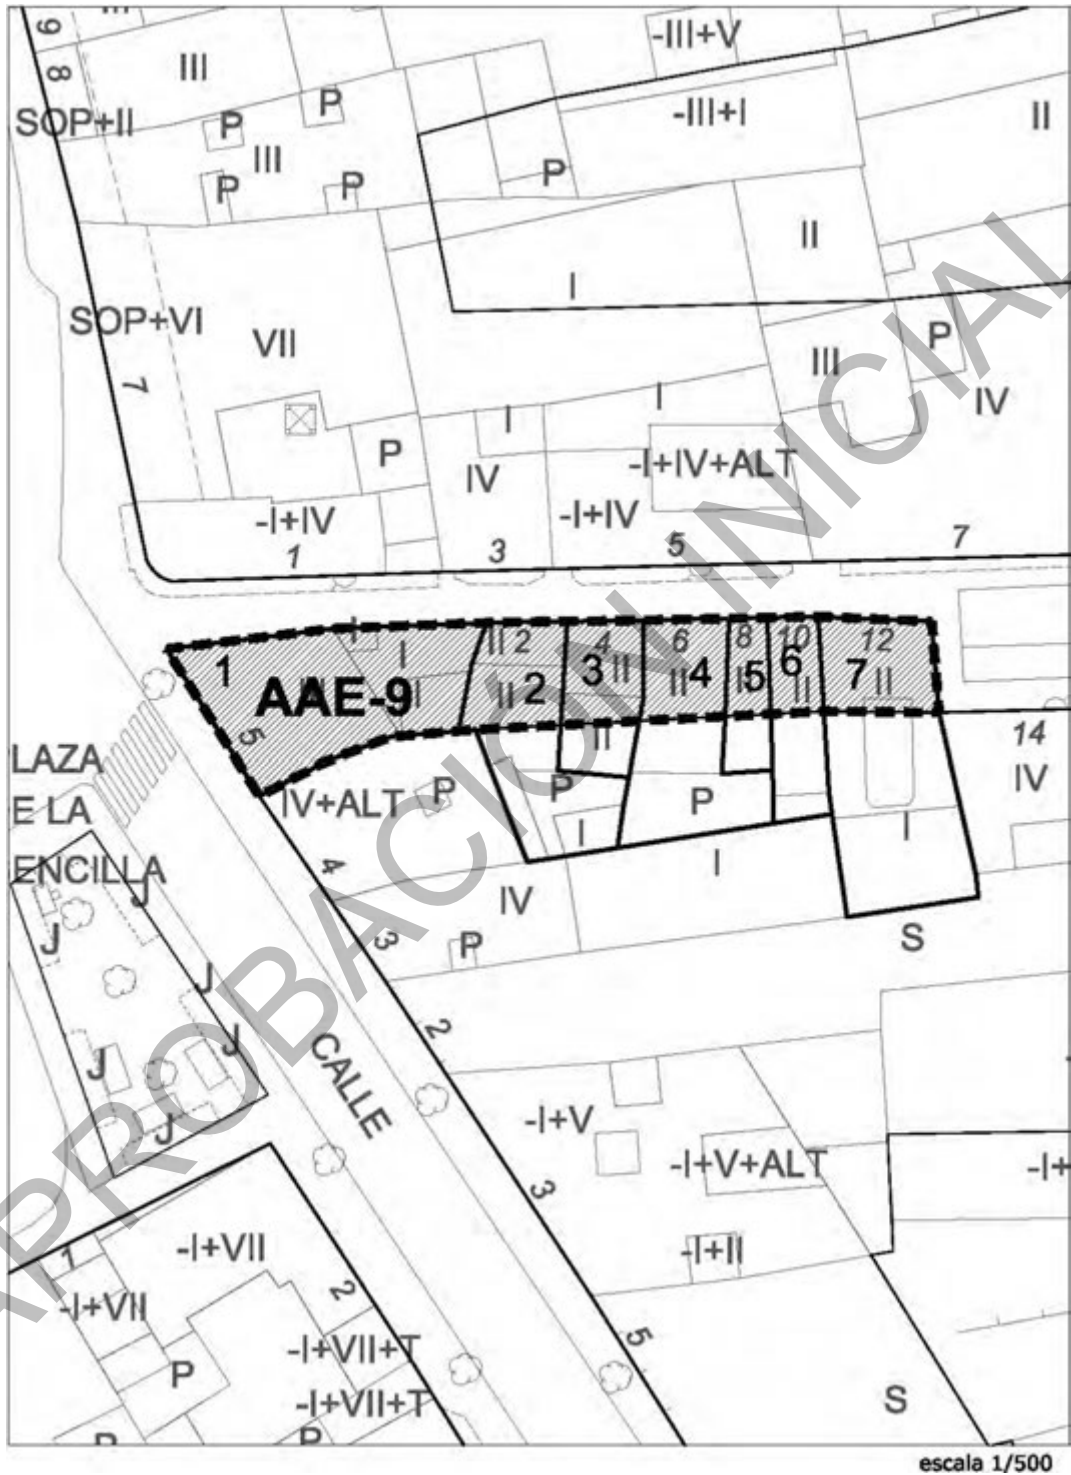 III
9
-III+V
8
III
SOP+II
P
P
-III+I
II
III
P
P
P
II
I
SOP+VI
VII
7
P
III
IV
I
I
P
IV
-I+IV+ALT
-I+IV
-I+IV
1
3
5
7
I
1
I
II
2
4
6
8
10
12
AAE-9
I
II
2
3
II
II
4
5
6
II
7
II
5
II
14
LAZA
E LA
ENCILLA
IV+ALT
P
P
P
IV
I
I
I
4
IV
3
P
S
J
J
J
J
J
J
2
CALLE
-I+V
-I+V+ALT
-I+
3
-I+II
1
-I+VII
-I+VII
2
5
-I+VII+T
P
-I+VII+T
S
P
P
APROBACION INICIAL
escala 1/500